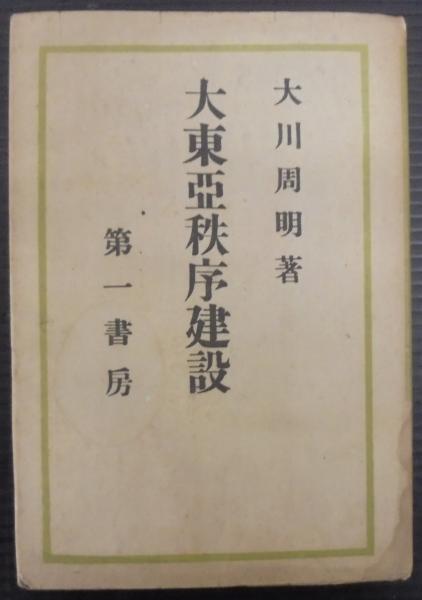 大川周明著
大東亞秩序建設
第一書房